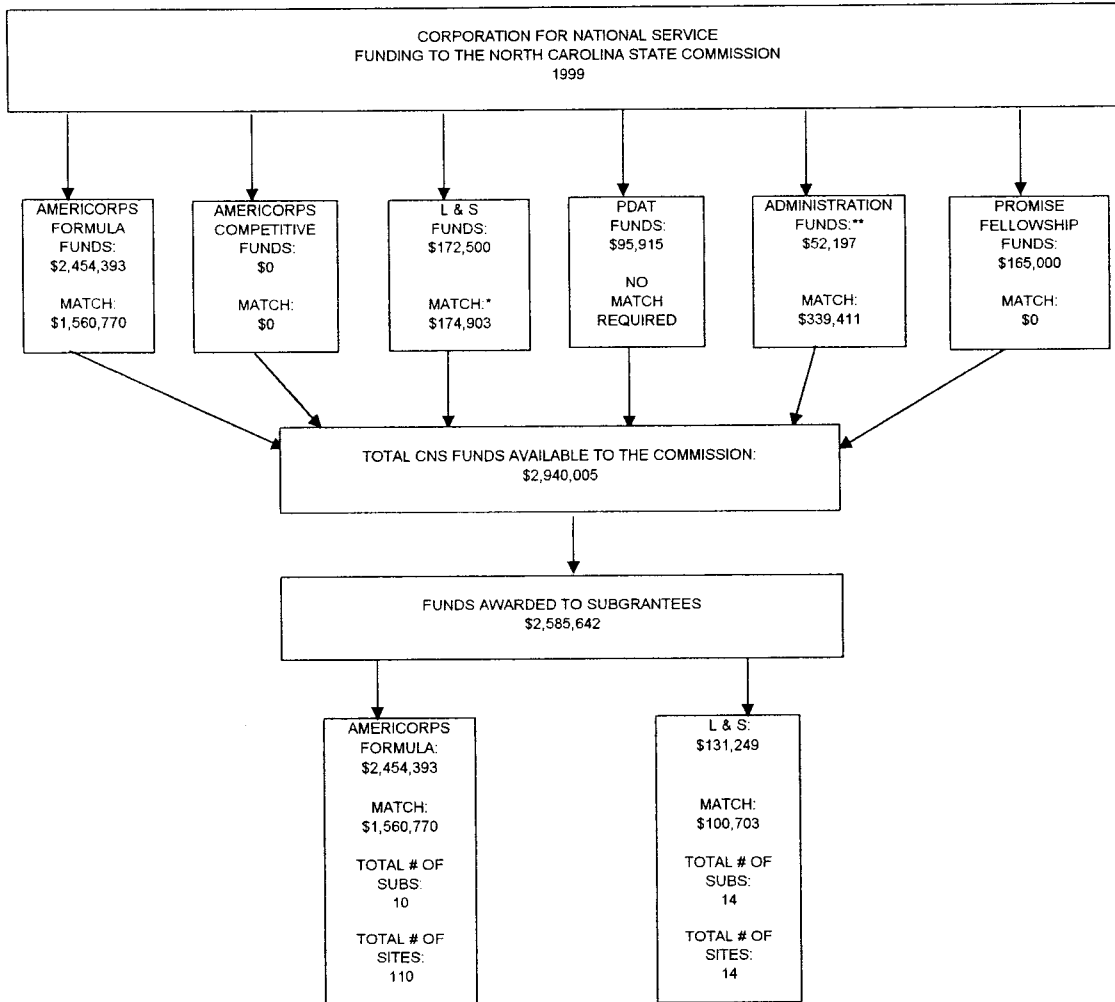 CORPORATION FOR NATIONAL SERVICE
FUNDING TO THE NORTH CAROLINA STATE COMMISSION
1999
AMERICORPS
FORMULA
FUNDS:
$2,454,393
MATCH:
$1,560,770
AMERICORPS
COMPETITIVE
FUNDS:
$0
MATCH:
$0
L & S
FUNDS:
$172,500
MATCH:*
$174,903
PDAT
FUNDS:
$95,915
NO
MATCH
REQUIRED
ADMINISTRATION
FUNDS:**
$52,197
MATCH:
$339,411
PROMISE
FELLOWSHIP
FUNDS:
$165,000
MATCH:
$0
TOTAL CNS FUNDS AVAILABLE TO THE COMMISSION:
$2,940,005
FUNDS AWARDED TO SUBGRANTEES
$2,585,642
AMERICORPS
FORMULA:
$2,454,393
MATCH:
$1,560,770
TOTAL # OF
SUBS:
10
TOTAL # OF
SITES:
110
L & S:
$131,249
MATCH:
$100,703
TOTAL # OF
SUBS:
14
TOTAL # OF
SITES:
14